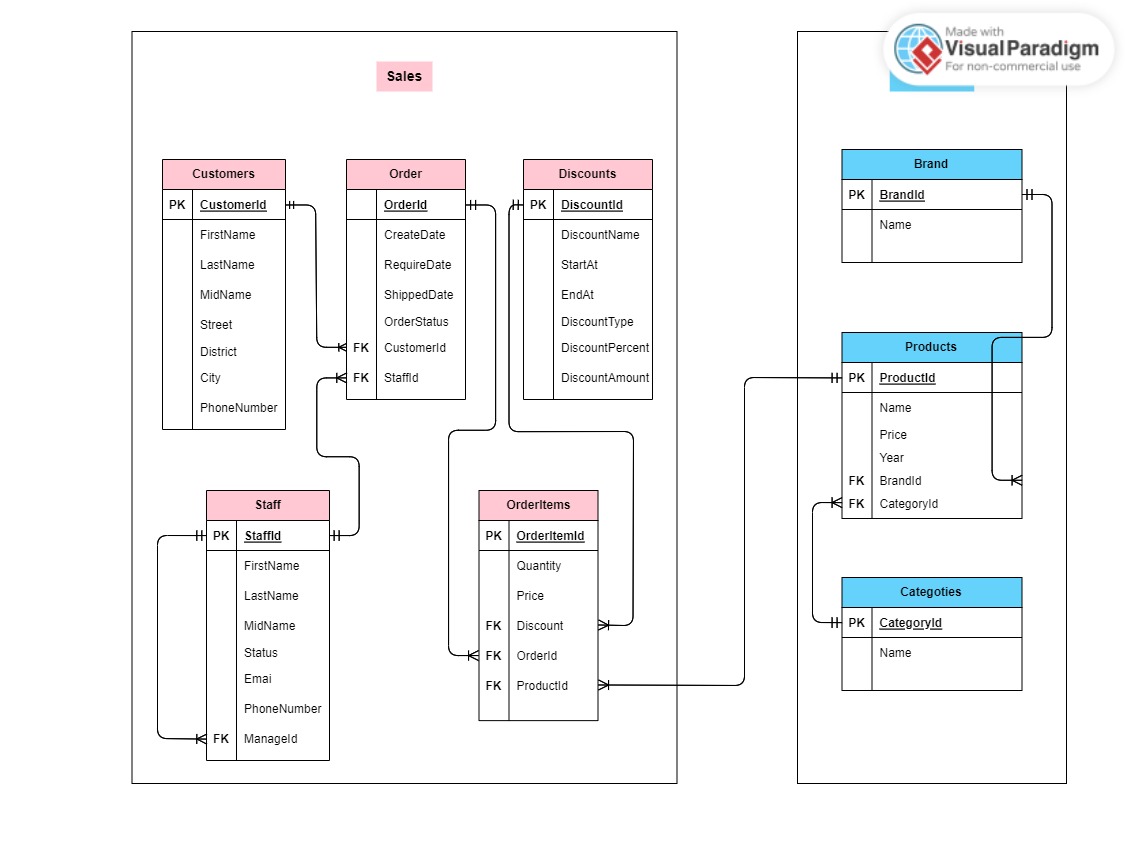 Made with
Visual Paradigm
For non-commercial use
Sales
Customers
PK CustomerId
FirstName
LastName
MidName
Street
District
City
PhoneNumber
Order
OrderId
CreateDate
RequireDate
ShippedDate
OrderStatus
FK CustomerId
FK StaffId
Discounts
PK DiscountId
DiscountName
StartAt
EndAt
DiscountType
DiscountPercent
DiscountAmount
Staff
PK StaffId
FirstName
LastName
MidName
Status
Emai
PhoneNumber
FK ManageId
OrderItems
PK OrderItemId
Quantity
Price
FK Discount
FK OrderId
FK ProductId
Brand
PK BrandId
Name
Products
PK ProductId
Name
Price
Year
FK BrandId
FK CategoryId
Categoties
PK CategoryId
Name